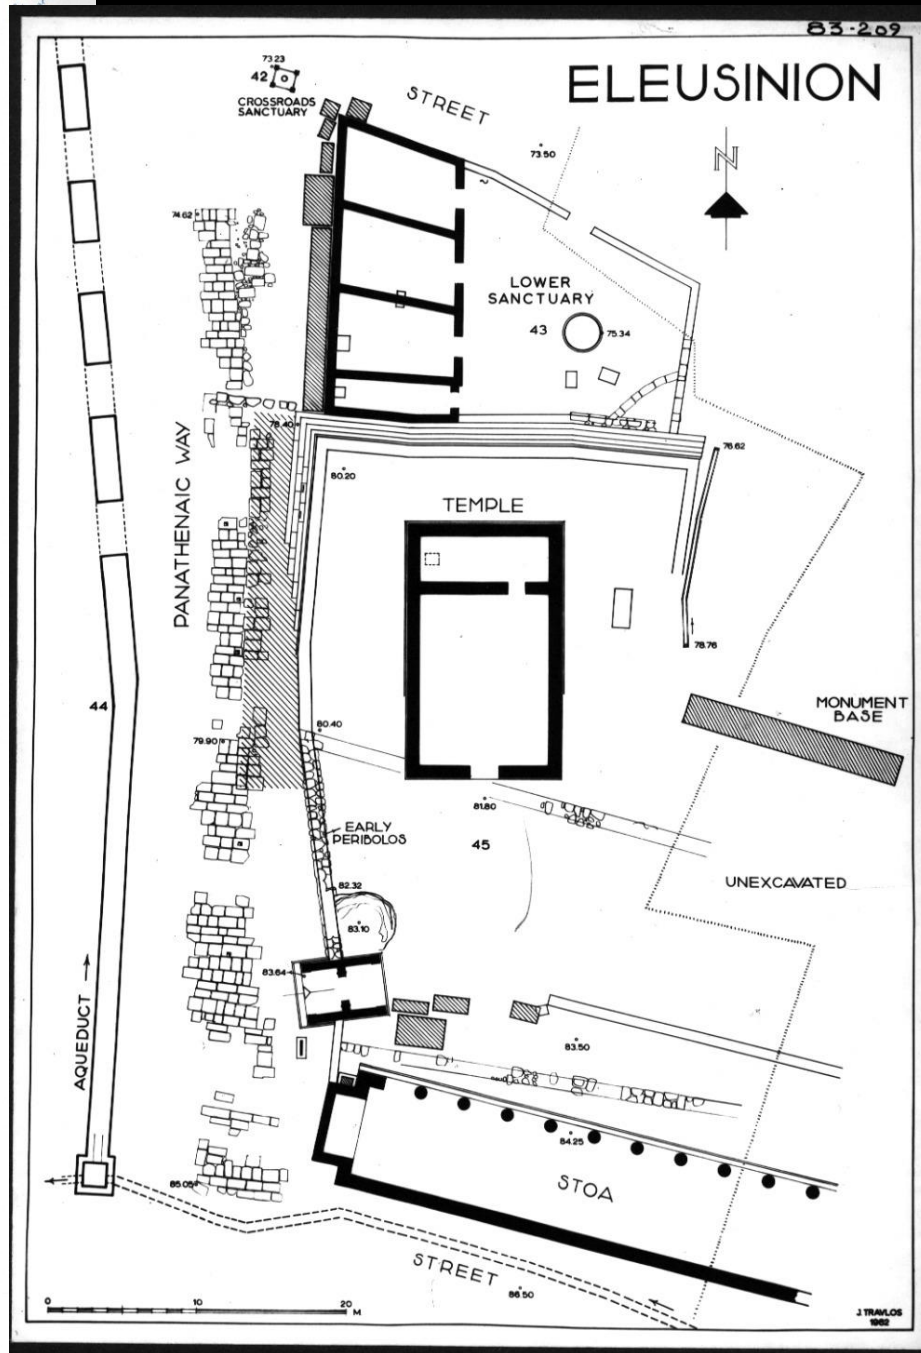 83-209
ELEUSINION
73.23
42
CROSSROADS
SANCTUARY
STREET
73.50
N
74.62
LOWER
SANCTUARY
43
75.34
78.40
76.62
80.20
PANATHENAIC WAY
TEMPLE
78.76
44
MONUMENT
BASE
80.40
79.90
81.80
EARLY
PERIBOLOS
45
82.32
UNEXCAVATED
83.10
83.64
AQUEDUCT
83.50
84.25
85.05
STOA
STREET
86.50
0 10 20 M
J. TRAVLOS
1982